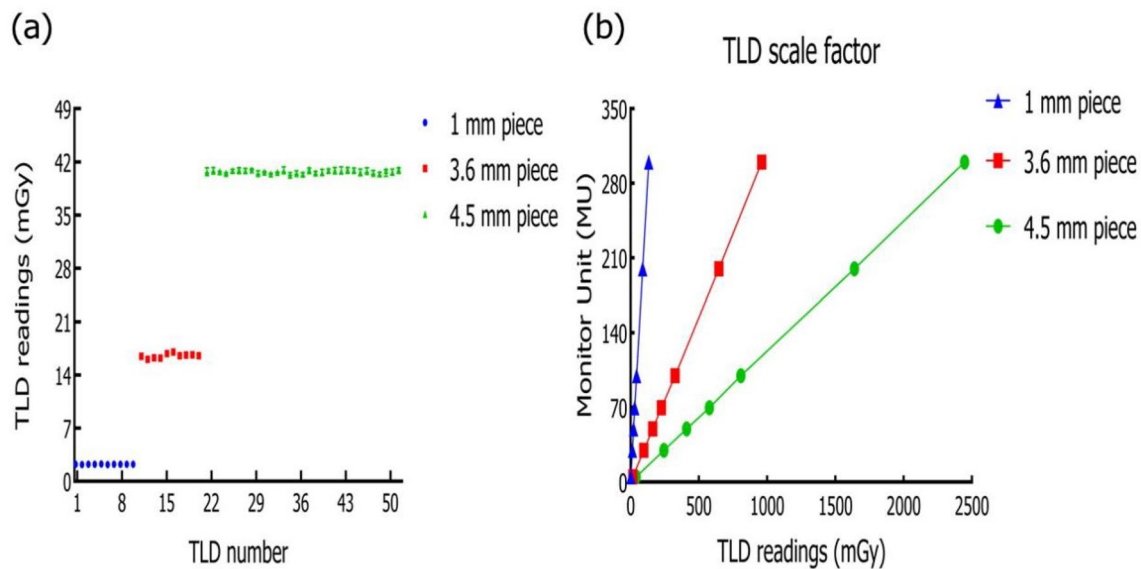 (a)
TLD readings (mGy)
49
42
35
28
21
14
7
0
1 8 15 22 29 36 43 50
TLD number
1 mm piece
3.6 mm piece
4.5 mm piece
(b)
TLD scale factor
Monitor Unit (MU)
350
280
210
140
70
0
0 500 1000 1500 2000 2500
TLD readings (mGy)
1 mm piece
3.6 mm piece
4.5 mm piece